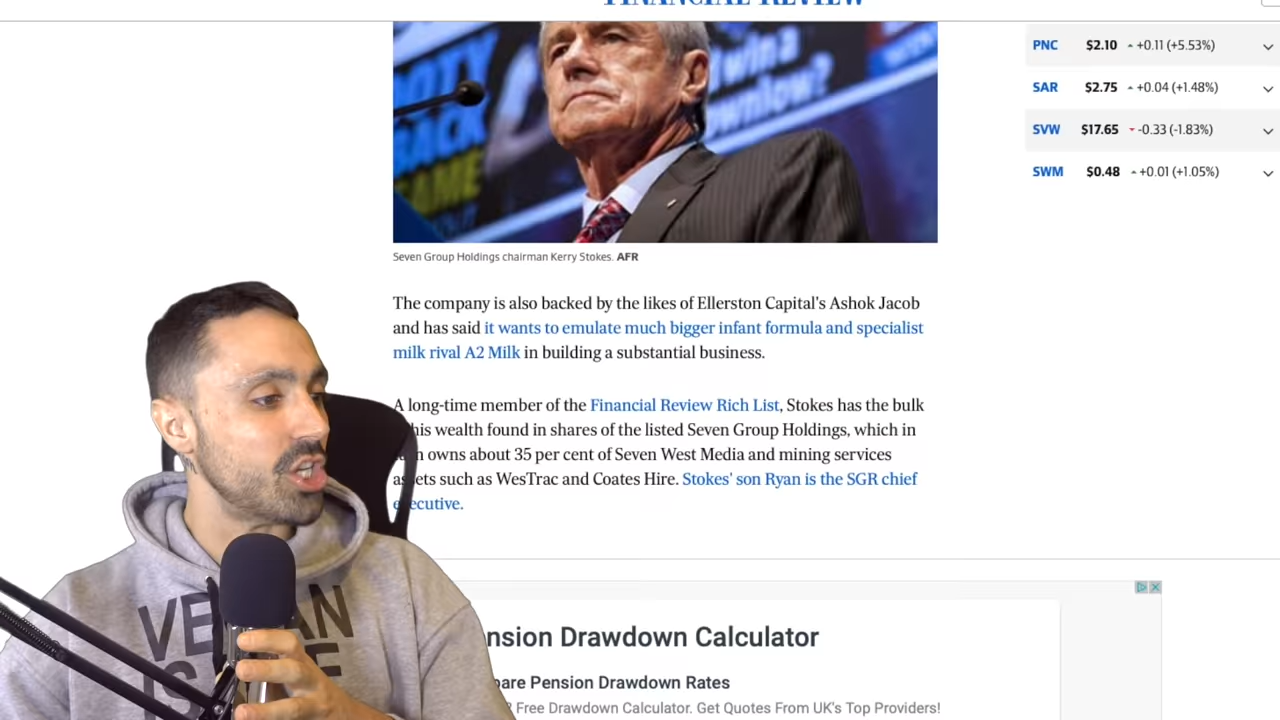 FINANCIAL REVIEW
PNC $2.10 +0.11 (+5.53%)
SAR $2.75 +0.04 (+1.48%)
SVW $17.65 -0.33 (-1.83%)
SWM $0.48 +0.01 (+1.05%)
win a
BACK
GAME
Seven Group Holdings chairman Kerry Stokes. AFR
The company is also backed by the likes of Ellerston Capital's Ashok Jacob
and has said it wants to emulate much bigger infant formula and specialist
milk rival A2 Milk in building a substantial business.
A long-time member of the Financial Review Rich List, Stokes has the bulk
his wealth found in shares of the listed Seven Group Holdings, which in
owns about 35 per cent of Seven West Media and mining services
assets such as WesTrac and Coates Hire. Stokes' son Ryan is the SGR chief
executive.
nsion Drawdown Calculator
are Pension Drawdown Rates
Free Drawdown Calculator. Get Quotes From UK's Top Providers!
VEGAN
IS